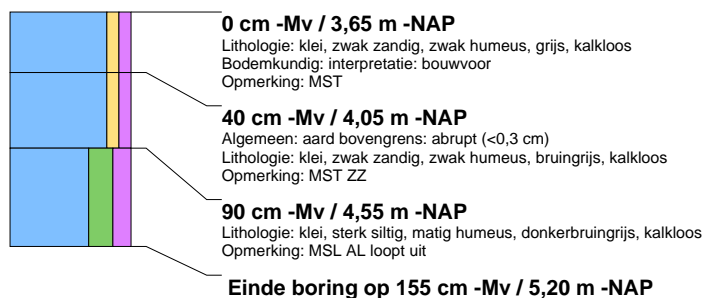 0 cm -Mv / 3,65 m -NAP
Lithologie: klei, zwak zandig, zwak humeus, grijs, kalkloos
Bodemkundig: interpretatie: bouwvoor
Opmerking: MST
40 cm -Mv / 4,05 m -NAP
Algemeen: aard bovengrens: abrupt (<0,3 cm)
Lithologie: klei, zwak zandig, zwak humeus, bruingrijs, kalkloos
Opmerking: MST ZZ
90 cm -Mv / 4,55 m -NAP
Lithologie: klei, sterk siltig, matig humeus, donkerbruingrijs, kalkloos
Opmerking: MSL AL loopt uit
Einde boring op 155 cm -Mv / 5,20 m -NAP